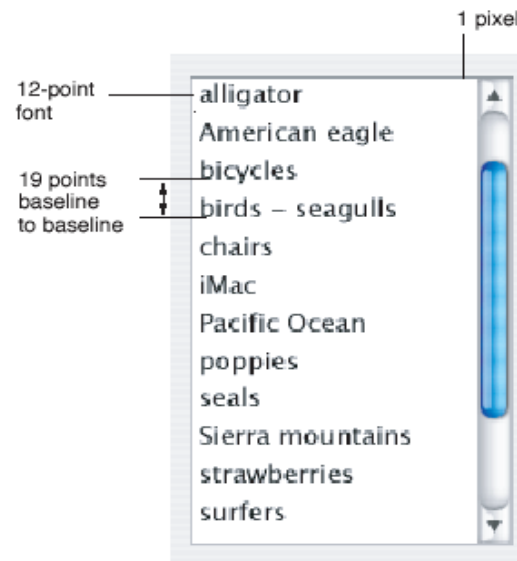 1 pixel
12-point
font
19 points
baseline
to baseline
alligator
American eagle
bicycles
birds – seagulls
chairs
iMac
Pacific Ocean
poppies
seals
Sierra mountains
strawberries
surfers